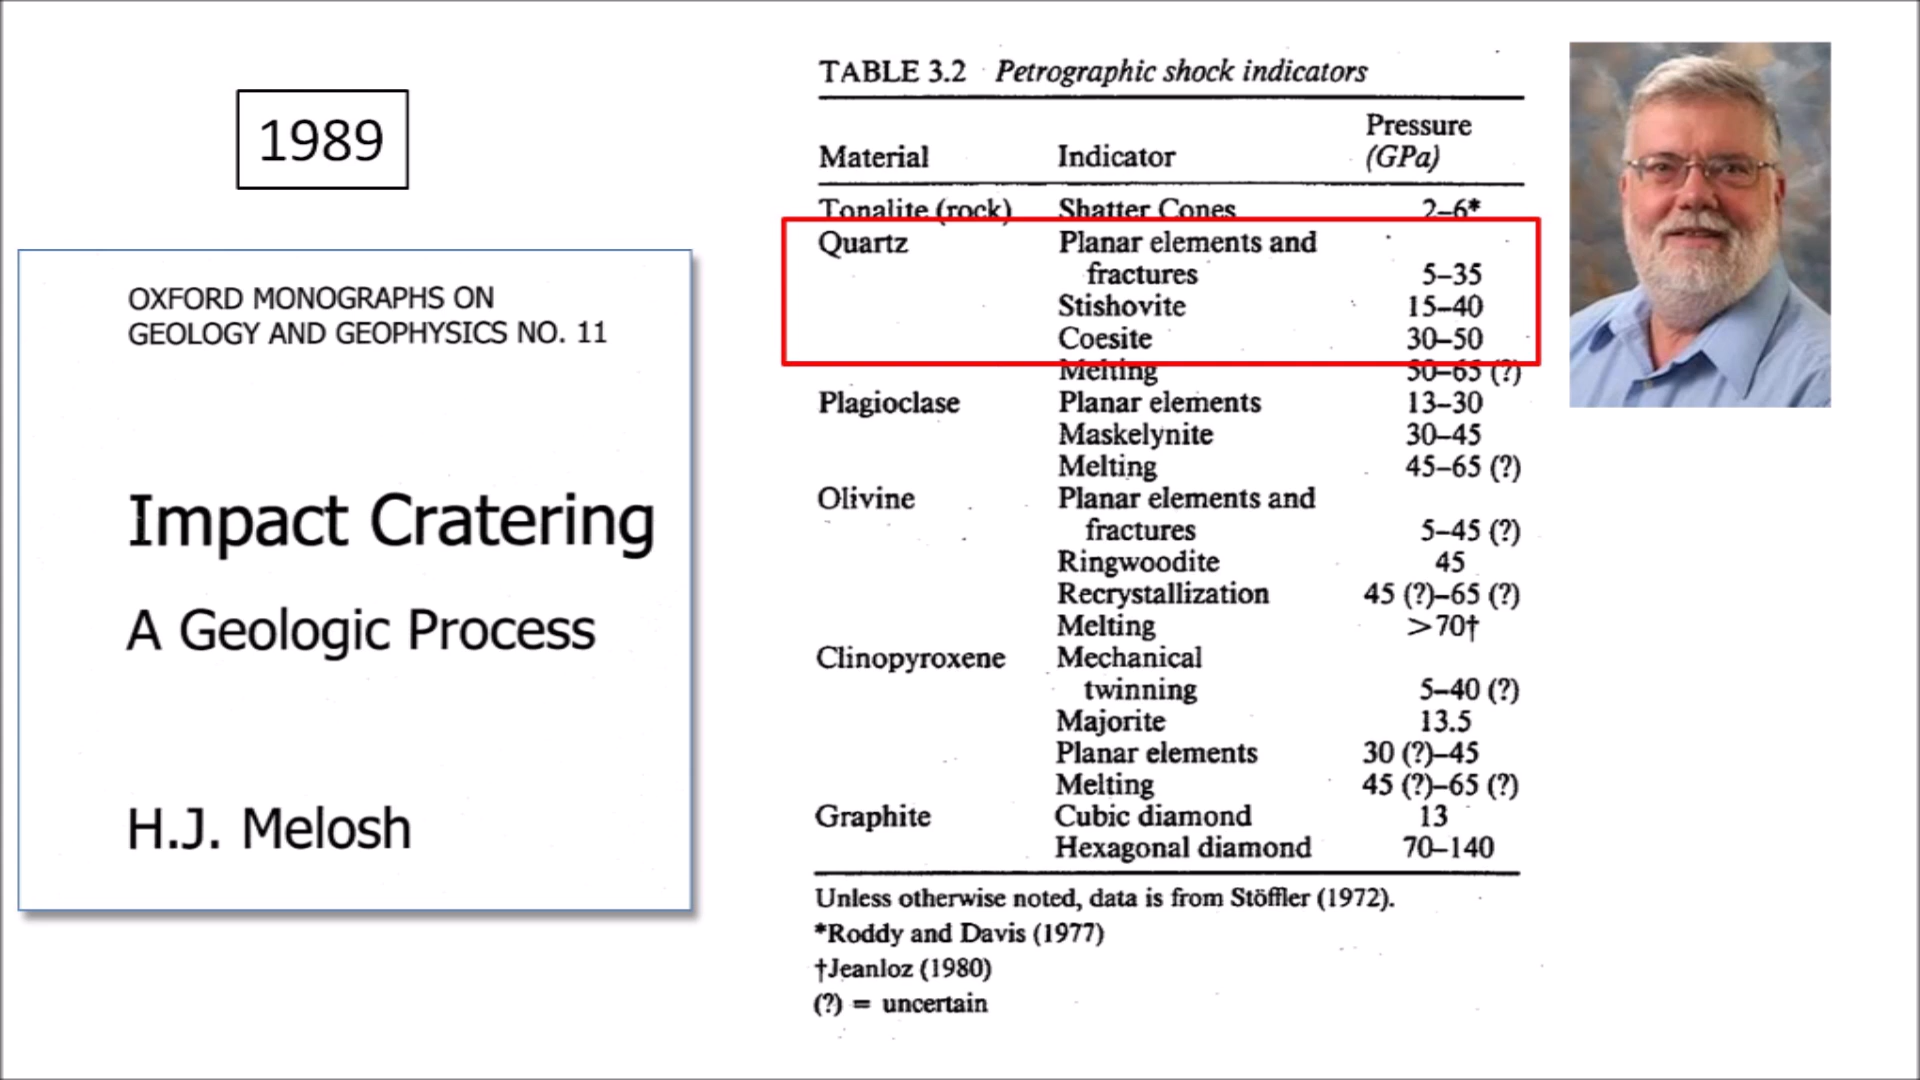 1989
OXFORD MONOGRAPHS ON
GEOLOGY AND GEOPHYSICS NO. 11
Impact Cratering
A Geologic Process
H.J. Melosh
TABLE 3.2 Petrographic shock indicators
Pressure
Material Indicator (GPa)
Tonalite (rock) Shatter Cones 2–6*
Quartz Planar elements and
fractures 5–35
Stishovite 15–40
Coesite 30–50
Melting 50–65 (?)
Plagioclase Planar elements 13–30
Maskelynite 30–45
Melting 45–65 (?)
Olivine Planar elements and
fractures 5–45 (?)
Ringwoodite 45
Recrystallization 45 (?)–65 (?)
Melting >70†
Clinopyroxene Mechanical
twinning 5–40 (?)
Majorite 13.5
Planar elements 30 (?)–45
Melting 45 (?)–65 (?)
Graphite Cubic diamond 13
Hexagonal diamond 70–140
Unless otherwise noted, data is from Stöffler (1972).
*Roddy and Davis (1977)
†Jeanloz (1980)
(?) = uncertain